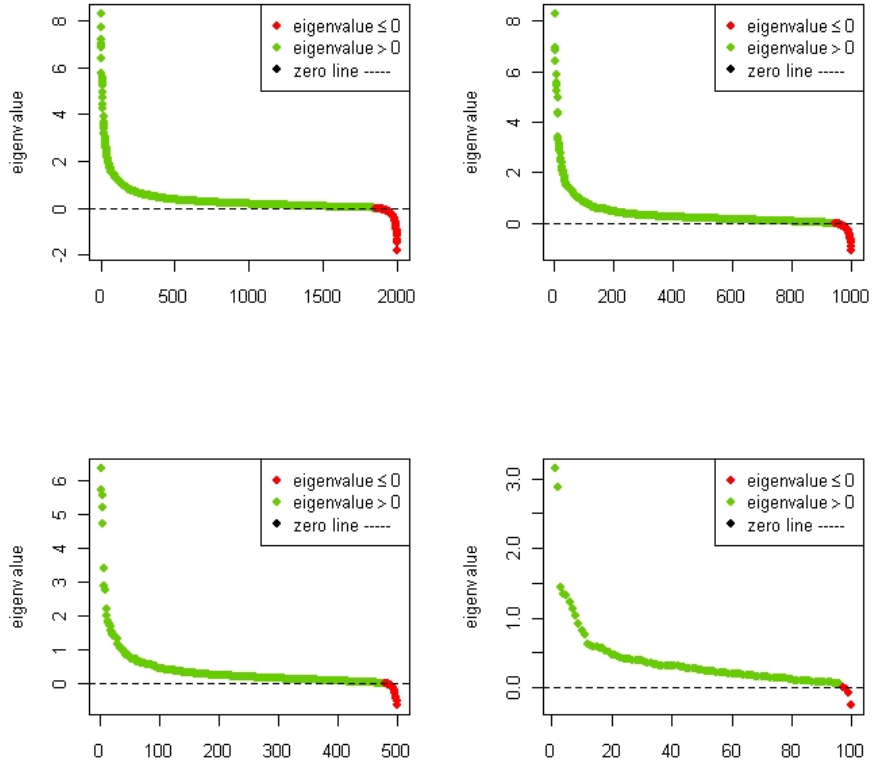 eigenvalue ≤ 0
eigenvalue > 0
zero line -----
eigenvalue
8
6
4
2
0
-2
0 500 1000 1500 2000
eigenvalue ≤ 0
eigenvalue > 0
zero line -----
eigenvalue
8
6
4
2
0
0 200 400 600 800 1000
eigenvalue ≤ 0
eigenvalue > 0
zero line -----
eigenvalue
6
5
4
3
2
1
0
0 100 200 300 400 500
eigenvalue ≤ 0
eigenvalue > 0
zero line -----
eigenvalue
3.0
2.0
1.0
0.0
0 20 40 60 80 100